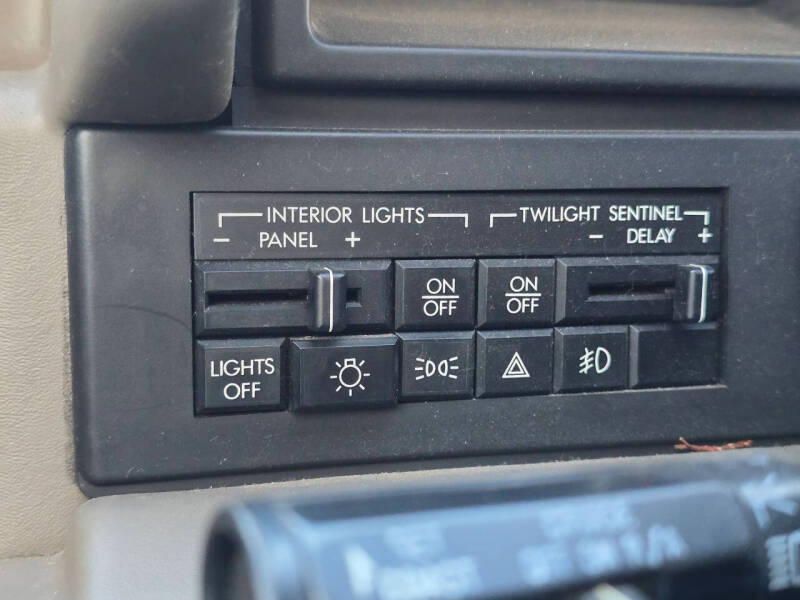 INTERIOR LIGHTS
TWILIGHT SENTINEL
− PANEL +
− DELAY +
ON
OFF
ON
OFF
LIGHTS
OFF